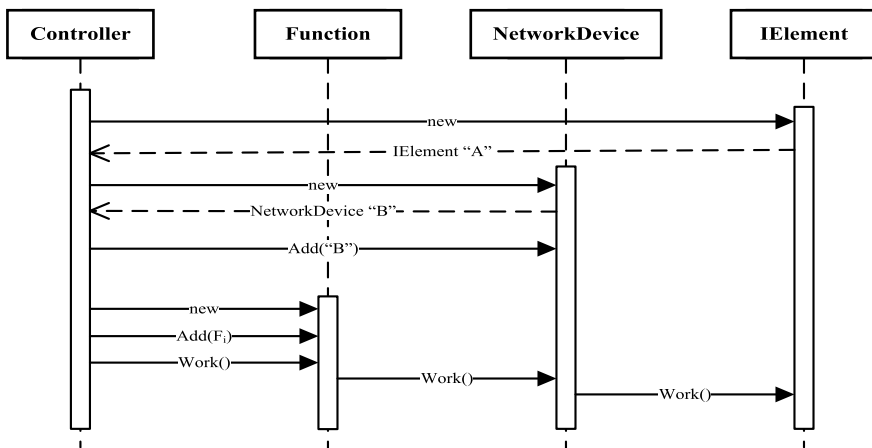 Controller
Function
NetworkDevice
IElement
new
IElement “A”
new
NetworkDevice “B”
Add(“B”)
new
Add(Fᵢ)
Work()
Work()
Work()